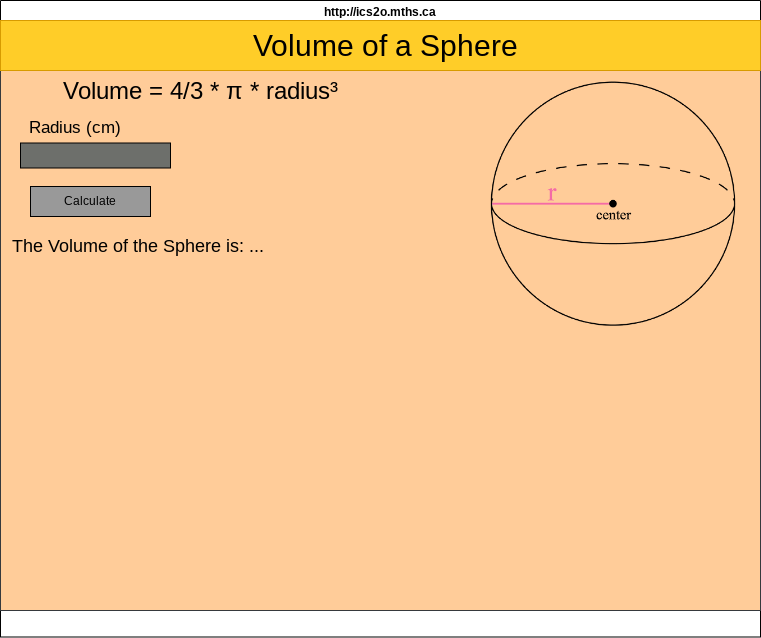 http://ics2o.mths.ca
Volume of a Sphere
Volume = 4/3 * π * radius³
Radius (cm)
Calculate
The Volume of the Sphere is: ...
r
center